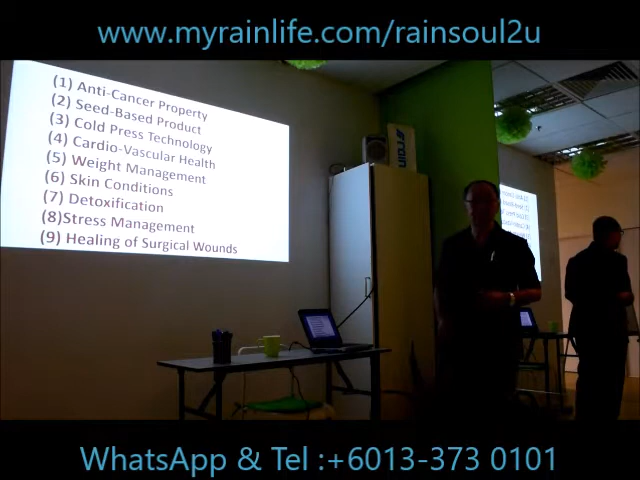 www.myrainlife.com/rainsoul2u
(1) Anti-Cancer Property
(2) Seed-Based Product
(3) Cold Press Technology
(4) Cardio-Vascular Health
(5) Weight Management
(6) Skin Conditions
(7) Detoxification
(8)Stress Management
(9) Healing of Surgical Wounds
rain
WhatsApp & Tel :+6013-373 0101